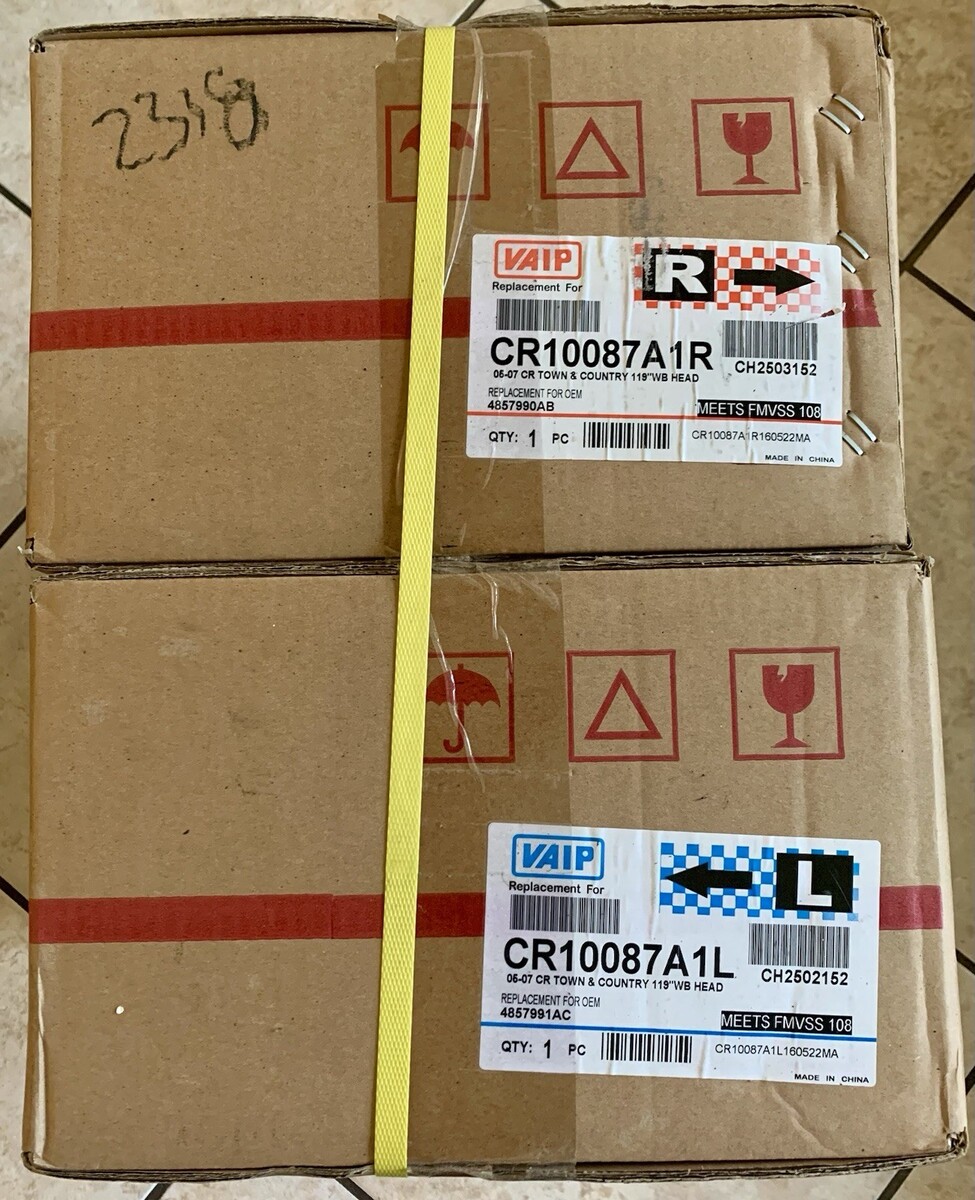 2318
VAIP
Replacement For
R
CR10087A1R
CH2503152
05-07 CR TOWN & COUNTRY 119"WB HEAD
REPLACEMENT FOR OEM
4857990AB
MEETS FMVSS 108
QTY: 1 PC
CR10087A1R160522MA
MADE IN CHINA
VAIP
Replacement For
L
CR10087A1L
CH2502152
05-07 CR TOWN & COUNTRY 119"WB HEAD
REPLACEMENT FOR OEM
4857991AC
MEETS FMVSS 108
QTY: 1 PC
CR10087A1L160522MA
MADE IN CHINA